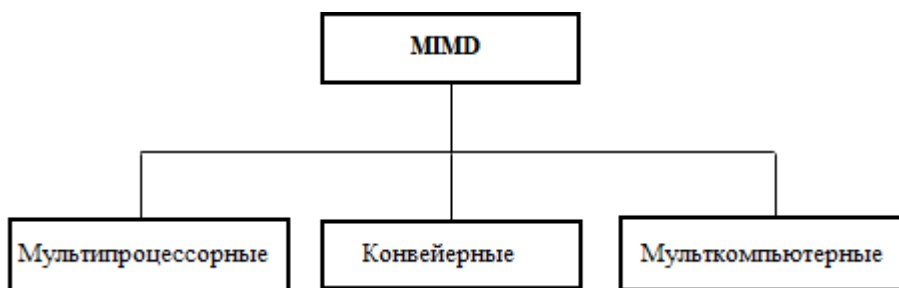 MIMD
Мультипроцессорные
Конвейерные
Мульткомпьютерные